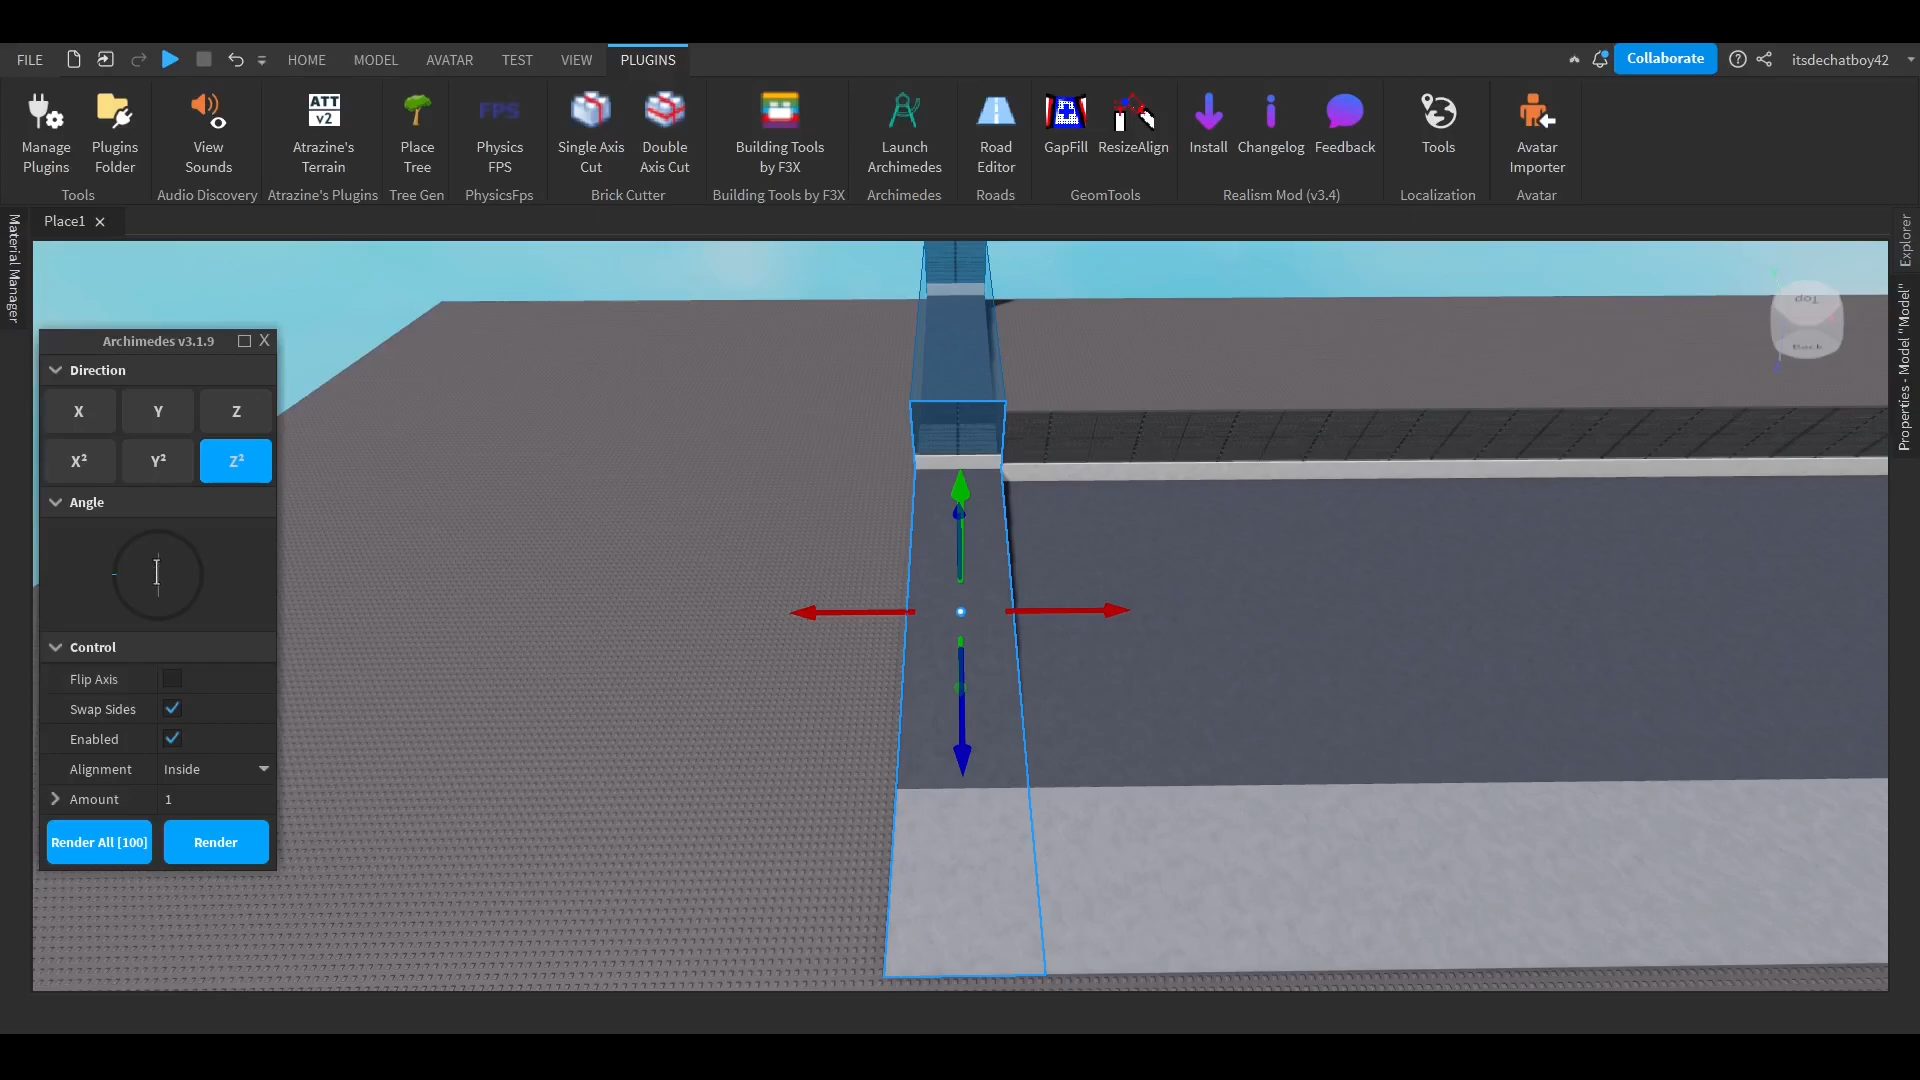 FILE HOME MODEL AVATAR TEST VIEW PLUGINS Collaborate itsdechatboy42
Manage Plugins
Plugins Folder
Tools
View Sounds
Audio Discovery
ATT v2
Atrazine's Terrain
Atrazine's Plugins
Place Tree
Tree Gen
FPS
Physics FPS
PhysicsFps
Single Axis Cut
Double Axis Cut
Brick Cutter
Building Tools by F3X
Building Tools by F3X
Launch Archimedes
Archimedes
Road Editor
Roads
GapFill
ResizeAlign
GeomTools
Install
Changelog
Feedback
Realism Mod (v3.4)
Tools
Localization
Avatar Importer
Avatar
Place1
Material Manager
Explorer
Properties - Model "Model"
Top
Back
Archimedes v3.1.9 X
Direction
X Y Z
X² Y² Z²
Angle
Control
Flip Axis
Swap Sides
Enabled
Alignment Inside
Amount 1
Render All [100] Render